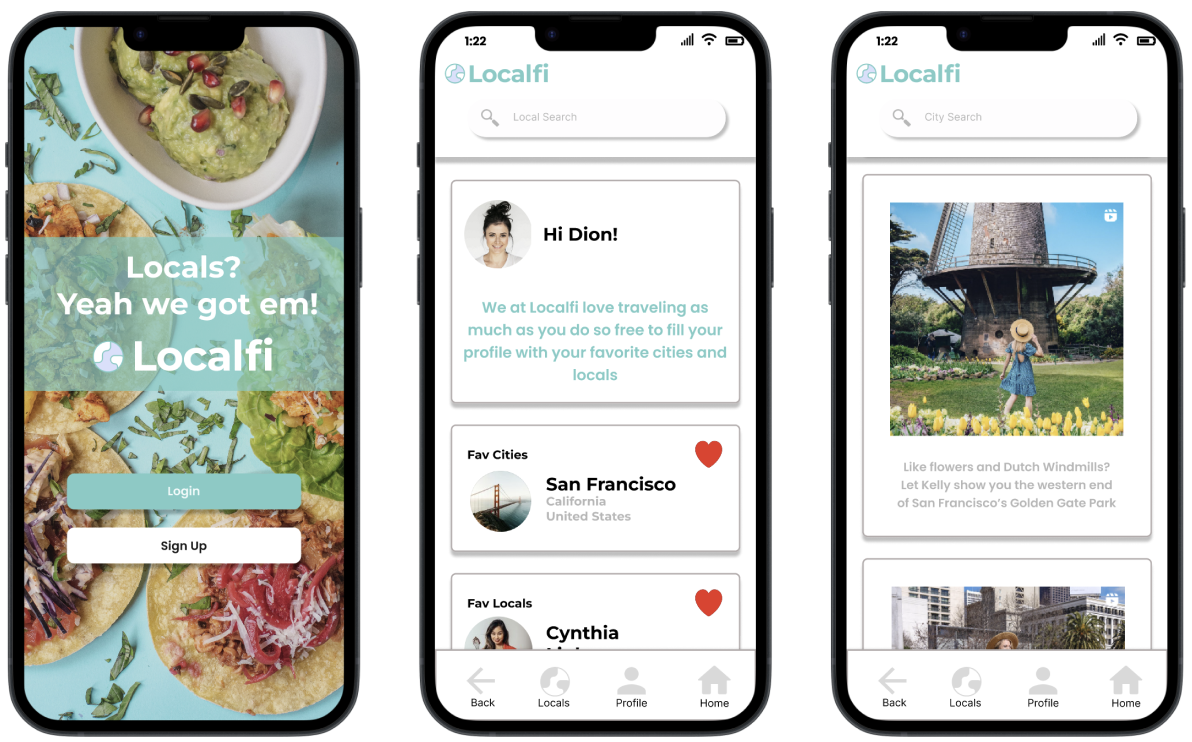 Locals?
Yeah we got em!
Localfi
Login
Sign Up
1:22
Localfi
Local Search
Hi Dion!
We at Localfi love traveling as
much as you do so free to fill your
profile with your favorite cities and
locals
Fav Cities
San Francisco
California
United States
Fav Locals
Cynthia
Back
Locals
Profile
Home
1:22
Localfi
City Search
Like flowers and Dutch Windmills?
Let Kelly show you the western end
of San Francisco's Golden Gate Park
Back
Locals
Profile
Home